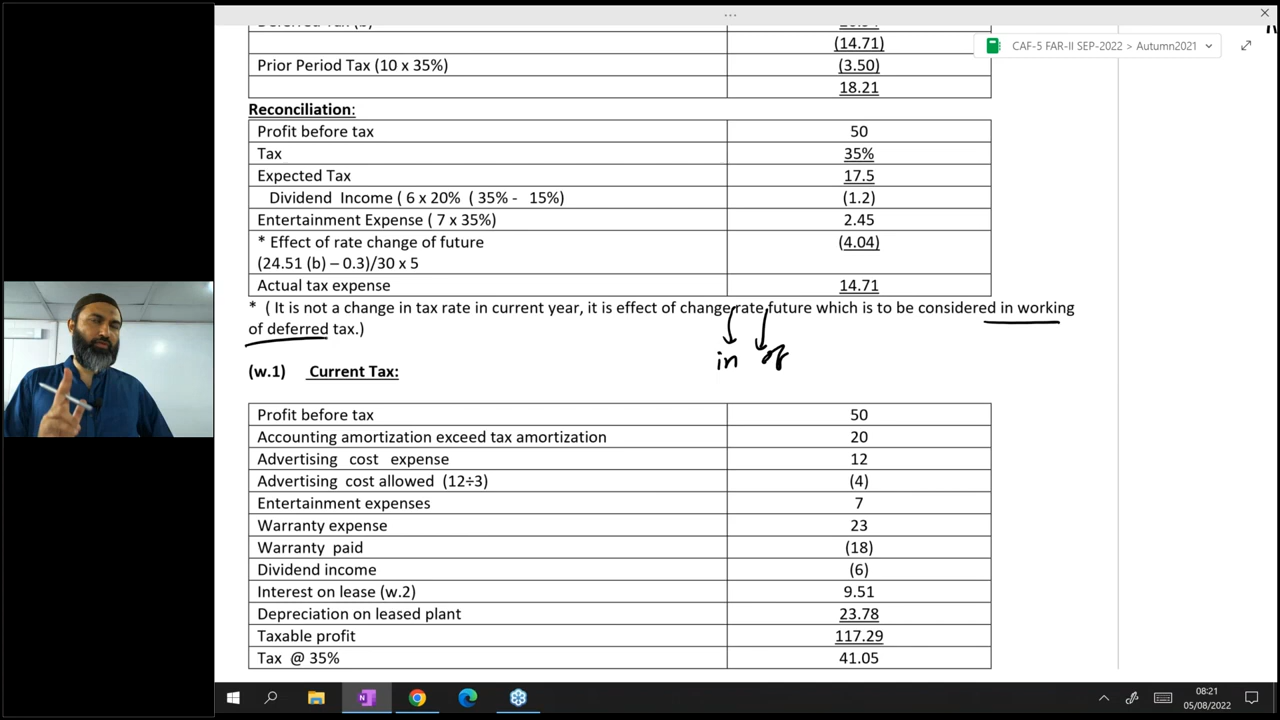 CAF-5 FAR-II SEP-2022 > Autumn2021
(14.71)
Prior Period Tax (10 x 35%) (3.50)
18.21
Reconciliation:
Profit before tax 50
Tax 35%
Expected Tax 17.5
Dividend Income ( 6 x 20% ( 35% - 15%) (1.2)
Entertainment Expense ( 7 x 35%) 2.45
* Effect of rate change of future (4.04)
(24.51 (b) – 0.3)/30 x 5
Actual tax expense 14.71
* ( It is not a change in tax rate in current year, it is effect of change rate future which is to be considered in working
of deferred tax.)
in of
(w.1) Current Tax:
Profit before tax 50
Accounting amortization exceed tax amortization 20
Advertising cost expense 12
Advertising cost allowed (12÷3) (4)
Entertainment expenses 7
Warranty expense 23
Warranty paid (18)
Dividend income (6)
Interest on lease (w.2) 9.51
Depreciation on leased plant 23.78
Taxable profit 117.29
Tax @ 35% 41.05
08:21
05/08/2022